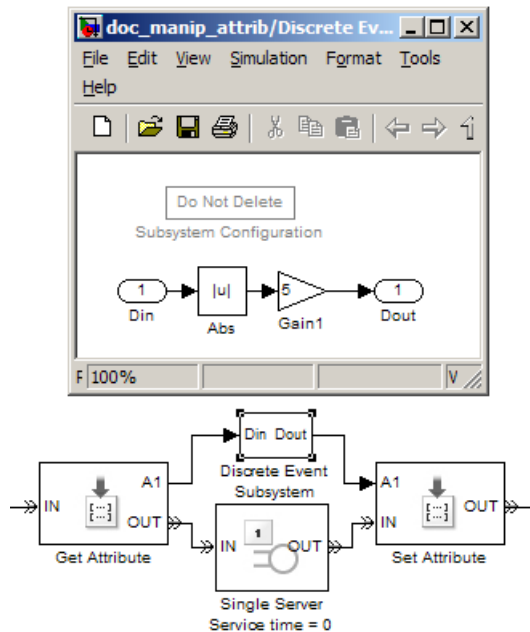 doc_manip_attrib/Discrete Ev...
File Edit View Simulation Format Tools
Help
Do Not Delete
Subsystem Configuration
1 |u| 5 1
Din Abs Gain1 Dout
F 100% V
Din Dout
A1 Discrete Event A1
Subsystem
IN [...] OUT IN 1 OUT IN [...] OUT
Get Attribute Set Attribute
Single Server
Service time = 0